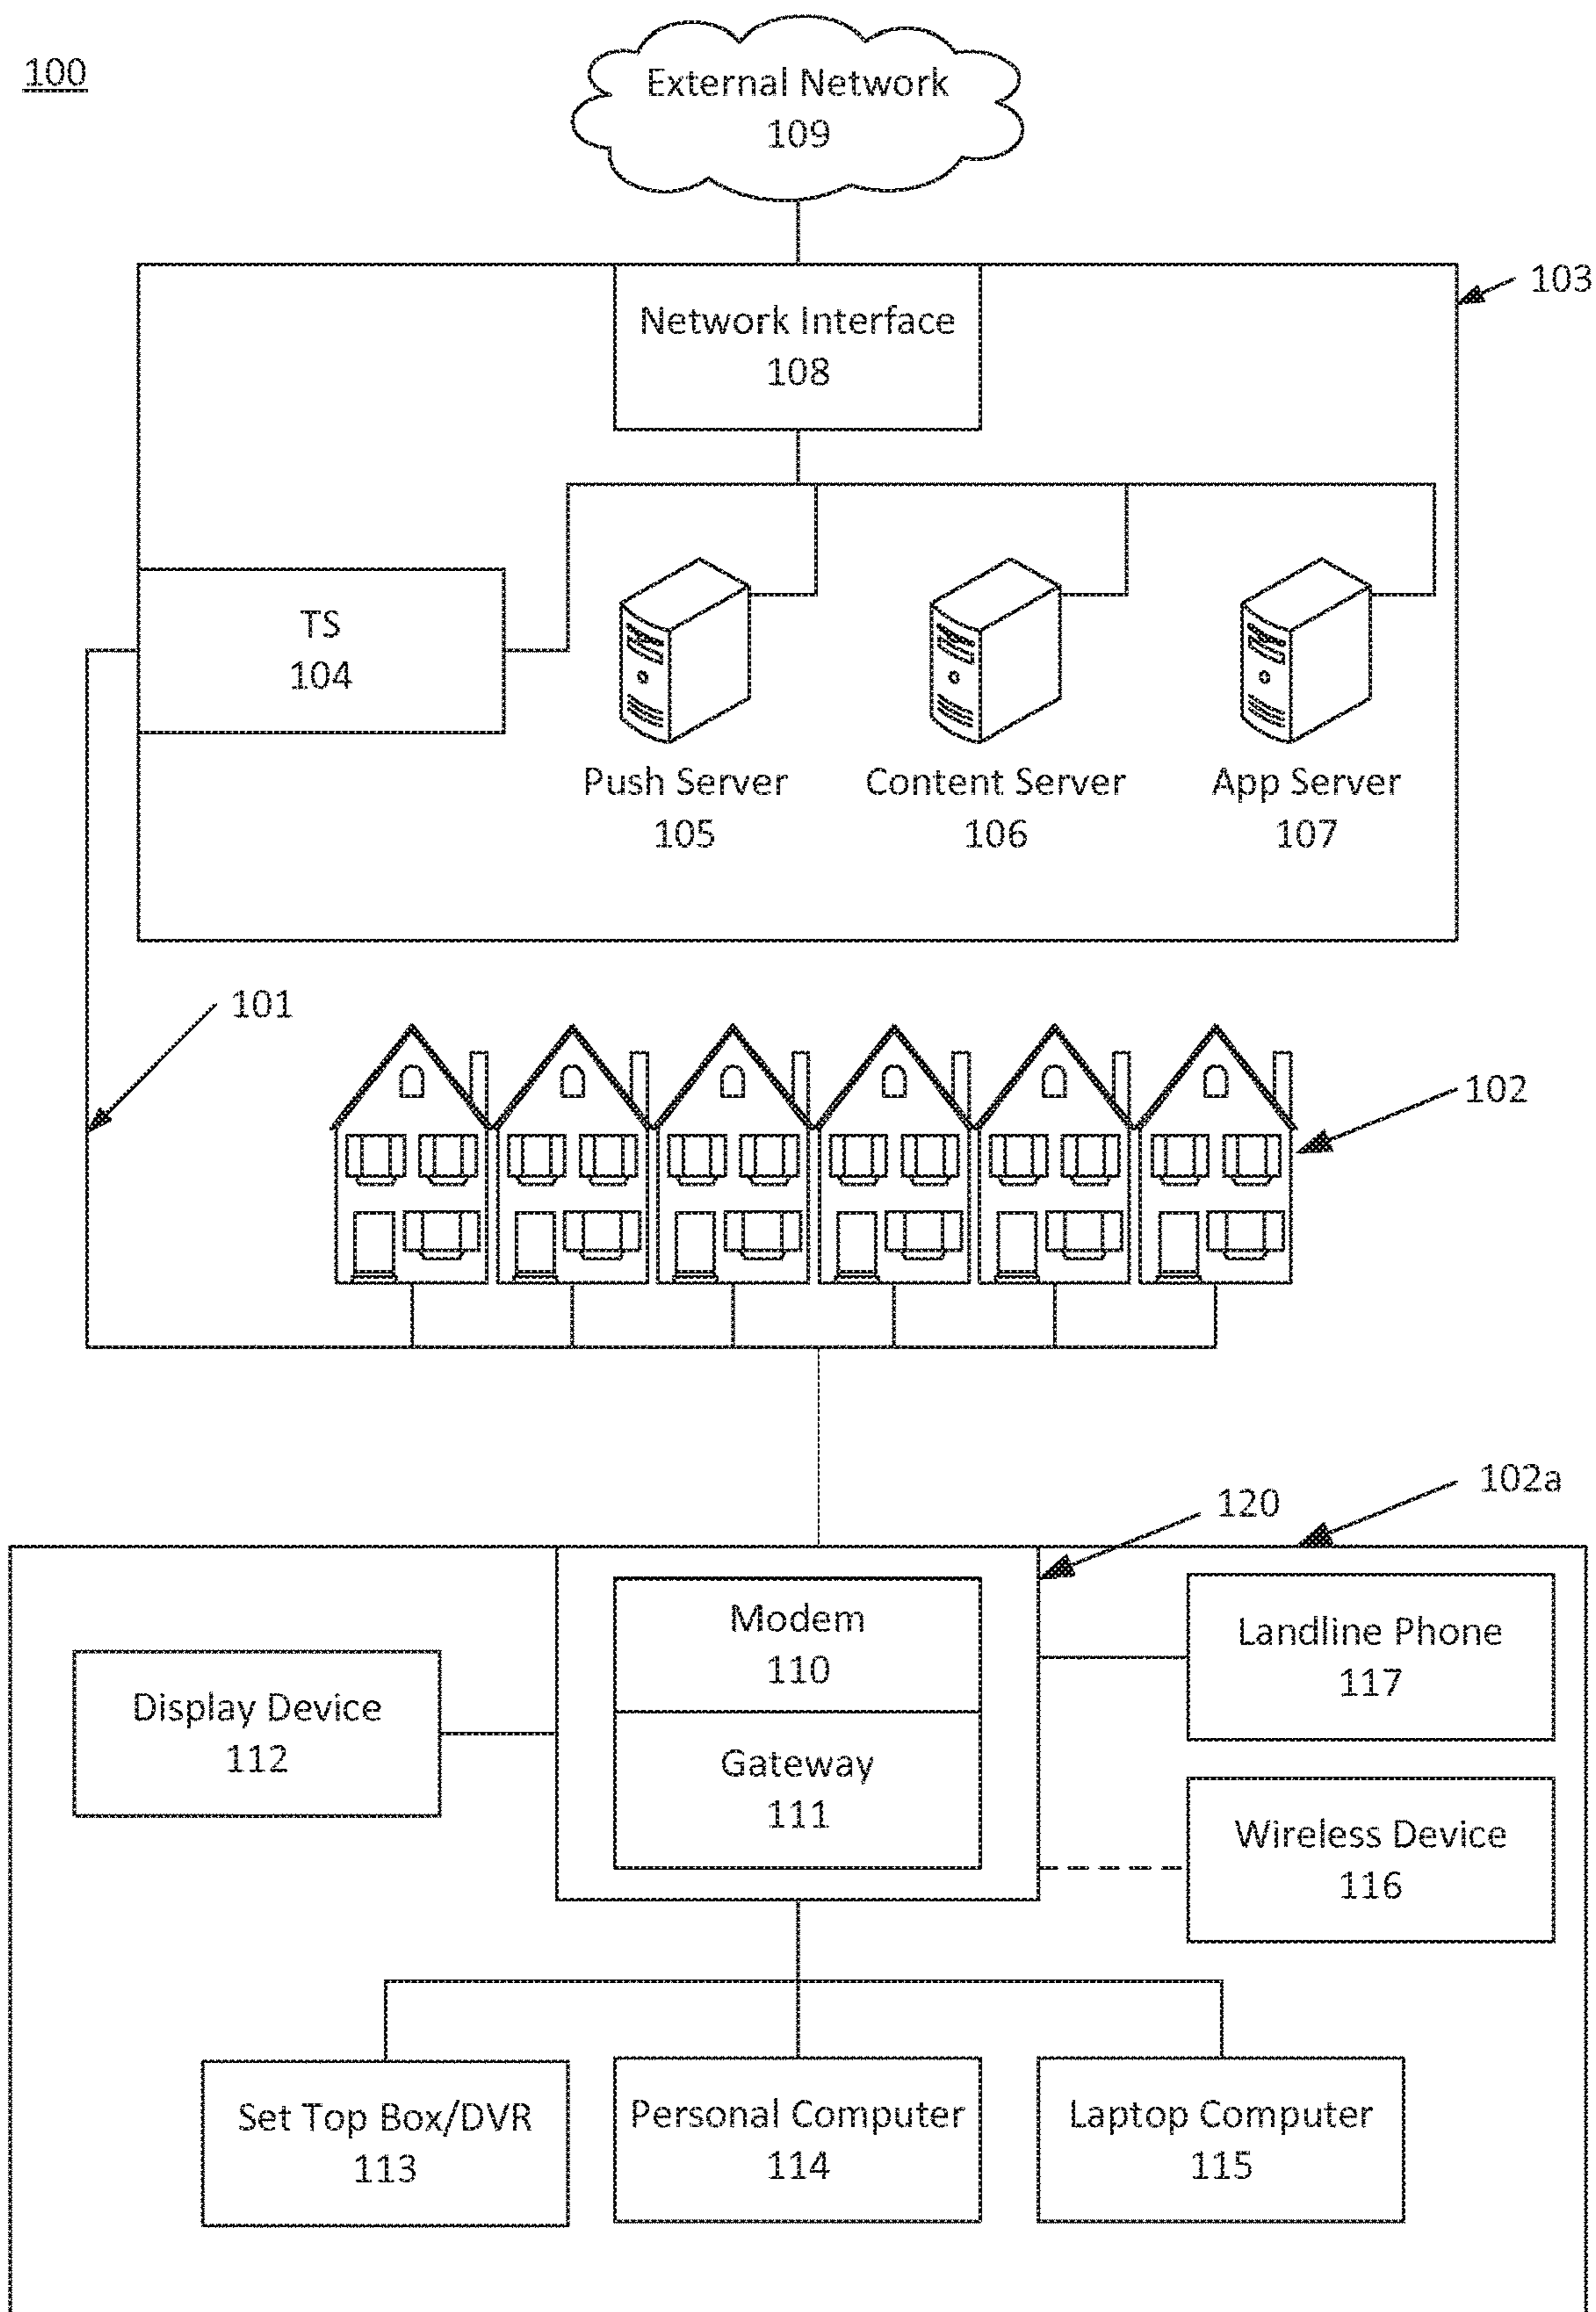 100
External Network
109
103
Network Interface
108
TS
104
Push Server
105
Content Server
106
App Server
107
101
102
102a
120
Modem
110
Landline Phone
117
Display Device
112
Gateway
111
Wireless Device
116
Set Top Box/DVR
113
Personal Computer
114
Laptop Computer
115